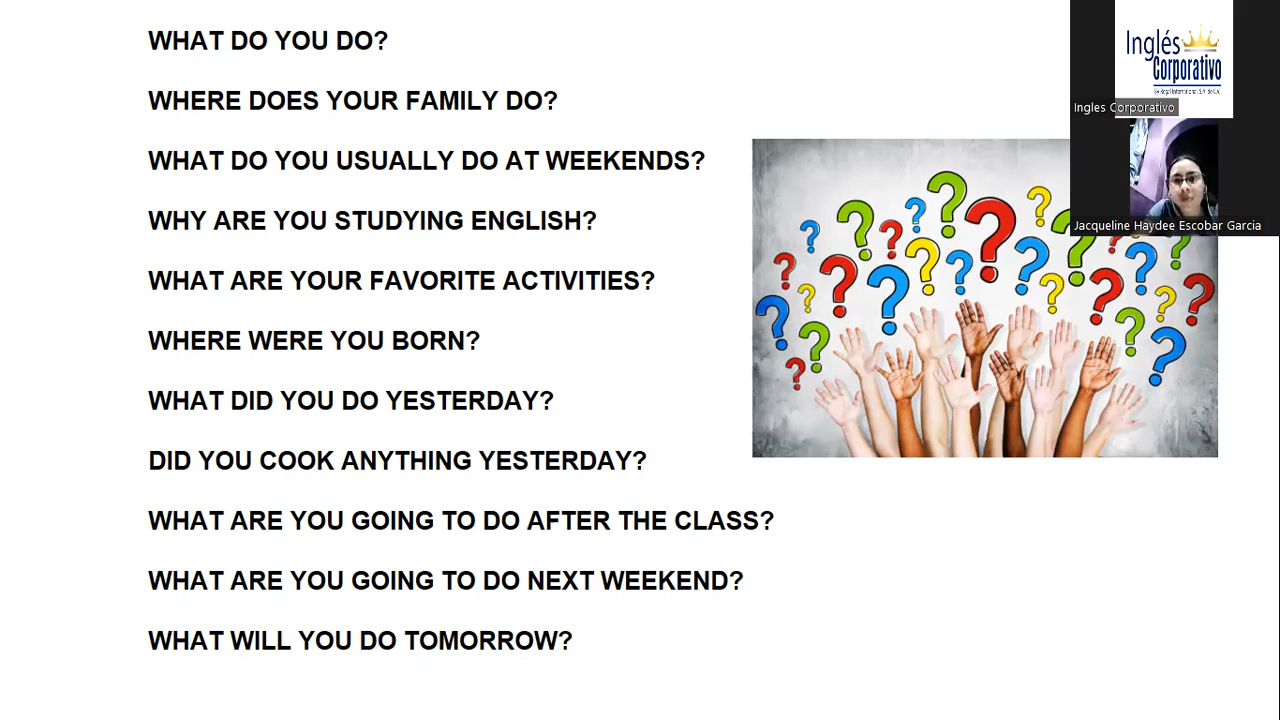 WHAT DO YOU DO?
WHERE DOES YOUR FAMILY DO?
WHAT DO YOU USUALLY DO AT WEEKENDS?
WHY ARE YOU STUDYING ENGLISH?
WHAT ARE YOUR FAVORITE ACTIVITIES?
WHERE WERE YOU BORN?
WHAT DID YOU DO YESTERDAY?
DID YOU COOK ANYTHING YESTERDAY?
WHAT ARE YOU GOING TO DO AFTER THE CLASS?
WHAT ARE YOU GOING TO DO NEXT WEEKEND?
WHAT WILL YOU DO TOMORROW?
Inglés
Corporativo
Ingles Corporativo
Jacqueline Haydee Escobar Garcia